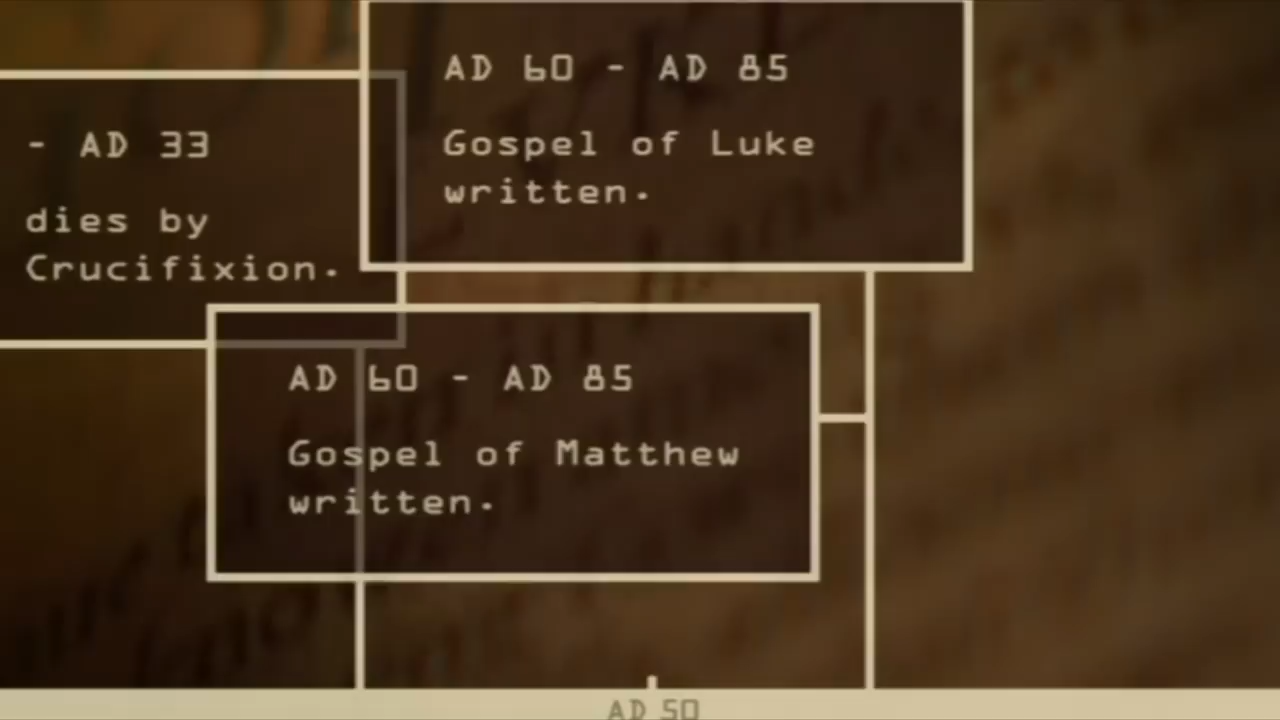 AD 60 - AD 85
Gospel of Luke
written.
- AD 33
dies by
Crucifixion.
AD 60 - AD 85
Gospel of Matthew
written.
AD 50